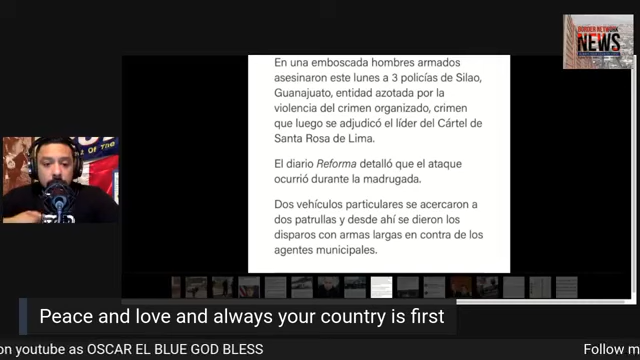 BORDER NETWORK
NEWS
En una emboscada hombres armados
asesinaron este lunes a 3 policías de Silao,
Guanajuato, entidad azotada por la
violencia del crimen organizado, crimen
que luego se adjudicó el líder del Cártel de
Santa Rosa de Lima.
El diario Reforma detalló que el ataque
ocurrió durante la madrugada.
Dos vehículos particulares se acercaron a
dos patrullas y desde ahí se dieron los
disparos con armas largas en contra de los
agentes municipales.
Peace and love and always your country is first
on youtube as OSCAR EL BLUE GOD BLESS
Follow m